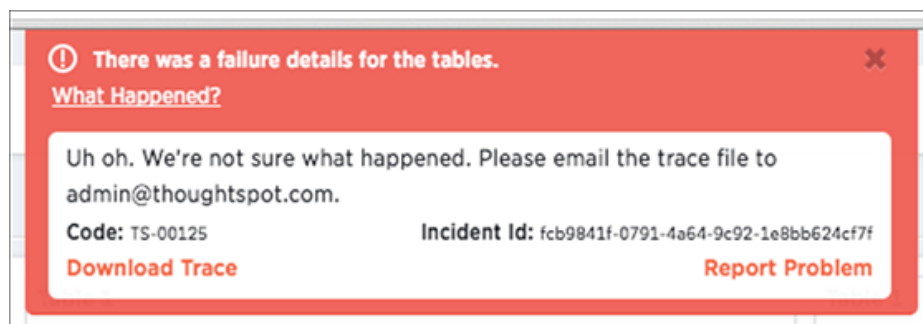 There was a failure details for the tables.
What Happened?
Uh oh. We're not sure what happened. Please email the trace file to
admin@thoughtspot.com.
Code: TS-00125 Incident Id: fcb9841f-0791-4a64-9c92-1e8bb624cf7f
Download Trace Report Problem
Table 1